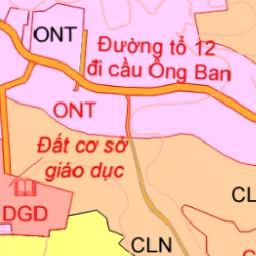 ONT
Đường tổ 12
đi cầu Ông Ban
ONT
Đất cơ sở
giáo dục
DGD
CL
CLN